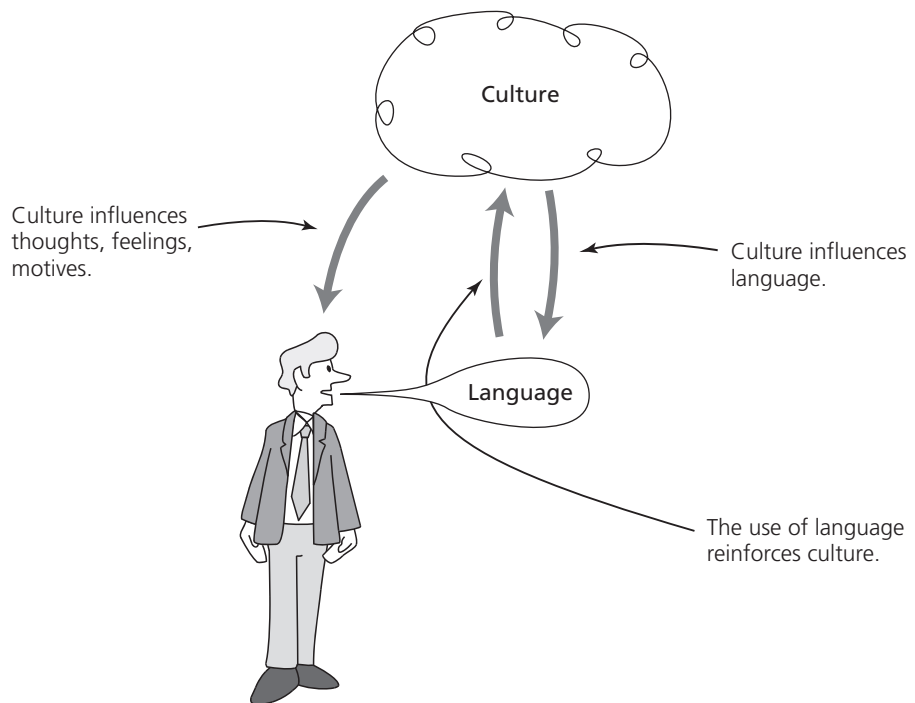 Culture
Culture influences
thoughts, feelings,
motives.
Culture influences
language.
Language
The use of language
reinforces culture.